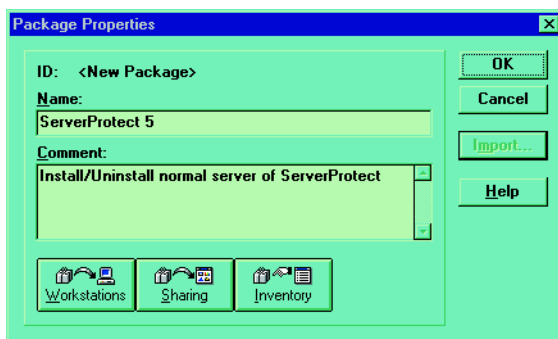 Package Properties
ID: <New Package>
Name:
ServerProtect 5
Comment:
Install/Uninstall normal server of ServerProtect
Workstations
Sharing
Inventory
OK
Cancel
Import...
Help